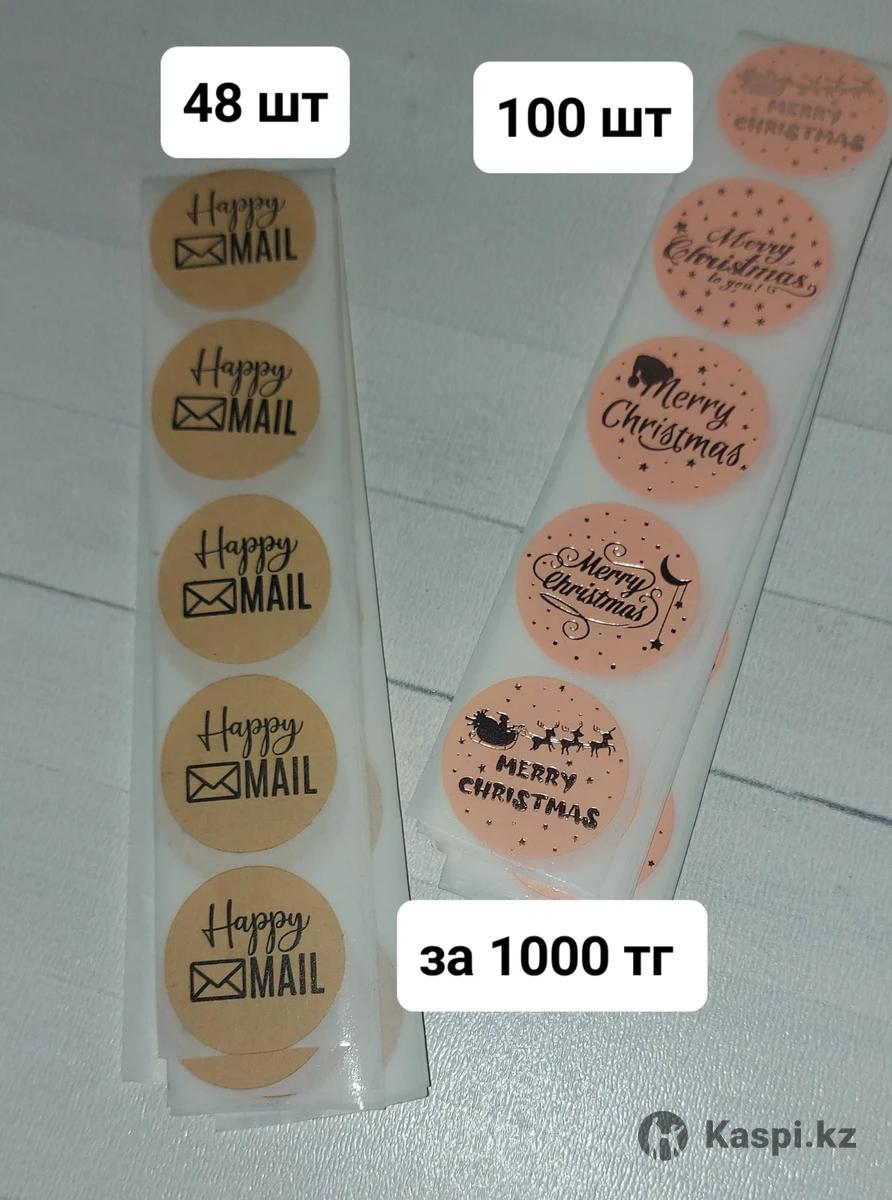 48 шт
100 шт
Happy
MAIL
Happy
MAIL
Happy
MAIL
Happy
MAIL
Happy
MAIL
MERRY
CHRISTMAS
Merry
Christmas
to you!
Merry
Christmas
Merry
Christmas
MERRY
CHRISTMAS
за 1000 тг
Kaspi.kz